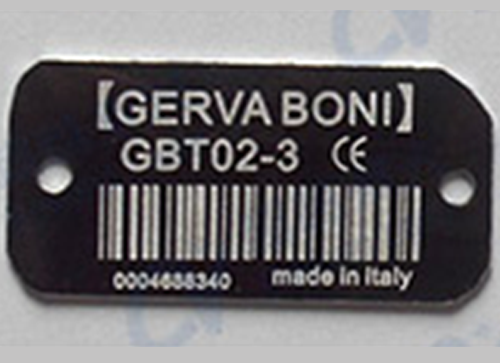 【GERVA BONI】
GBT02-3 CE
0004688340 made in Italy